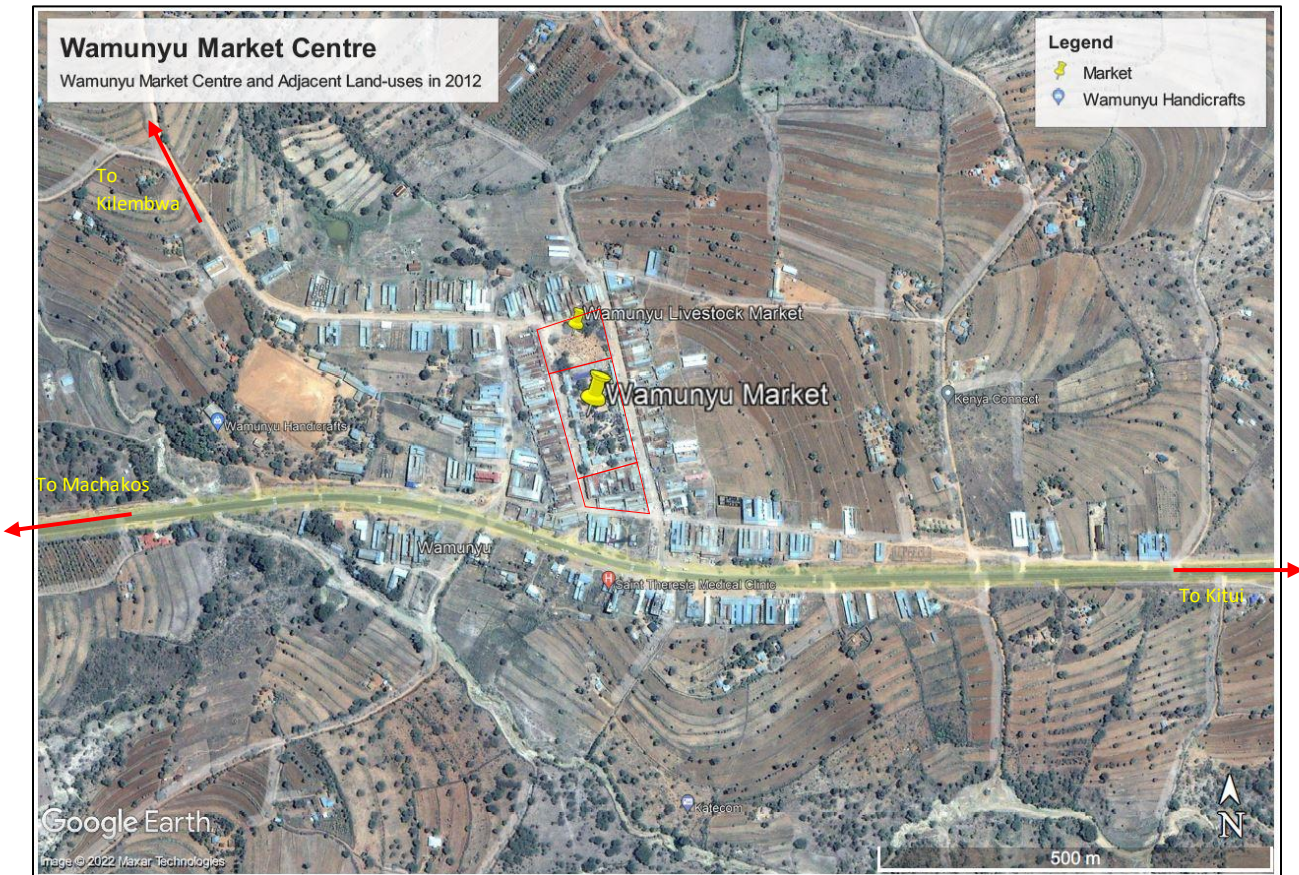 Wamunyu Market Centre
Wamunyu Market Centre and Adjacent Land-uses in 2012
Legend
Market
Wamunyu Handicrafts
To
Kilembwa
Wamunyu Livestock Market
Wamunyu Market
Kenya Connect
Wamunyu Handicrafts
To Machakos
Wamunyu
H
Saint Theresia Medical Clinic
To Kitui
Katecom
Google Earth
Image © 2022 Maxar Technologies
N
500 m